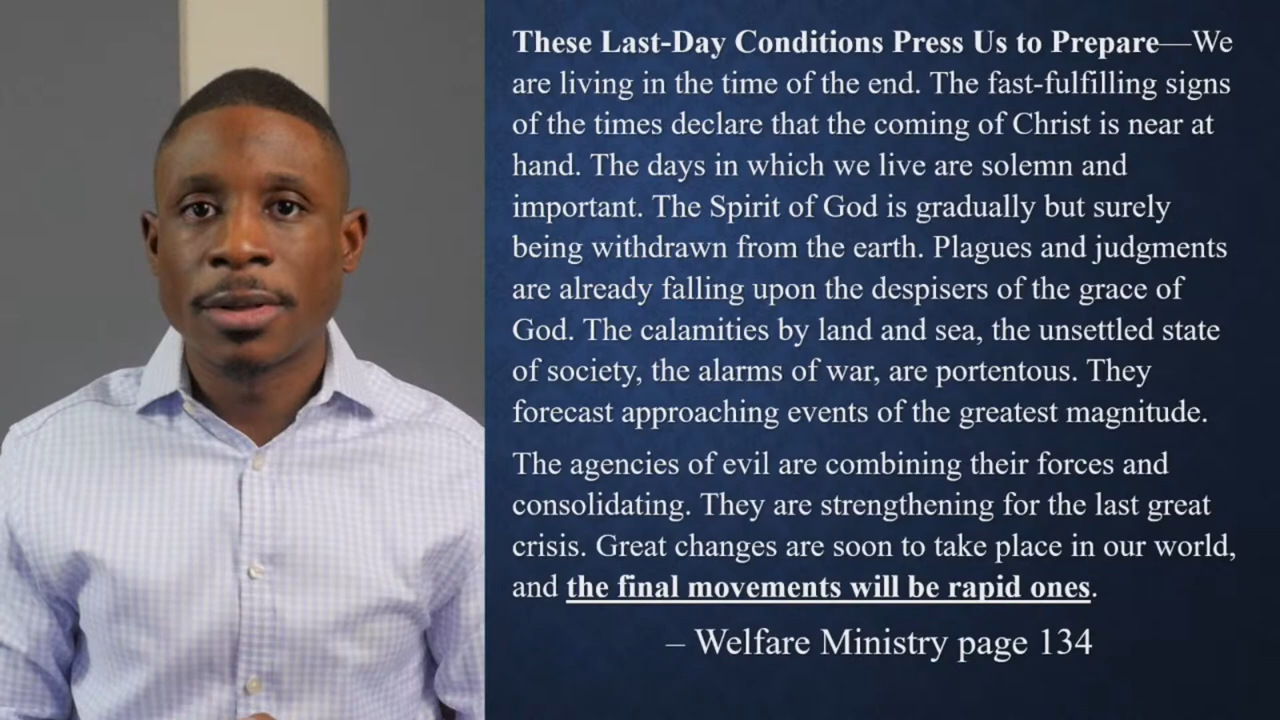 These Last-Day Conditions Press Us to Prepare—We
are living in the time of the end. The fast-fulfilling signs
of the times declare that the coming of Christ is near at
hand. The days in which we live are solemn and
important. The Spirit of God is gradually but surely
being withdrawn from the earth. Plagues and judgments
are already falling upon the despisers of the grace of
God. The calamities by land and sea, the unsettled state
of society, the alarms of war, are portentous. They
forecast approaching events of the greatest magnitude.
The agencies of evil are combining their forces and
consolidating. They are strengthening for the last great
crisis. Great changes are soon to take place in our world,
and the final movements will be rapid ones.
– Welfare Ministry page 134